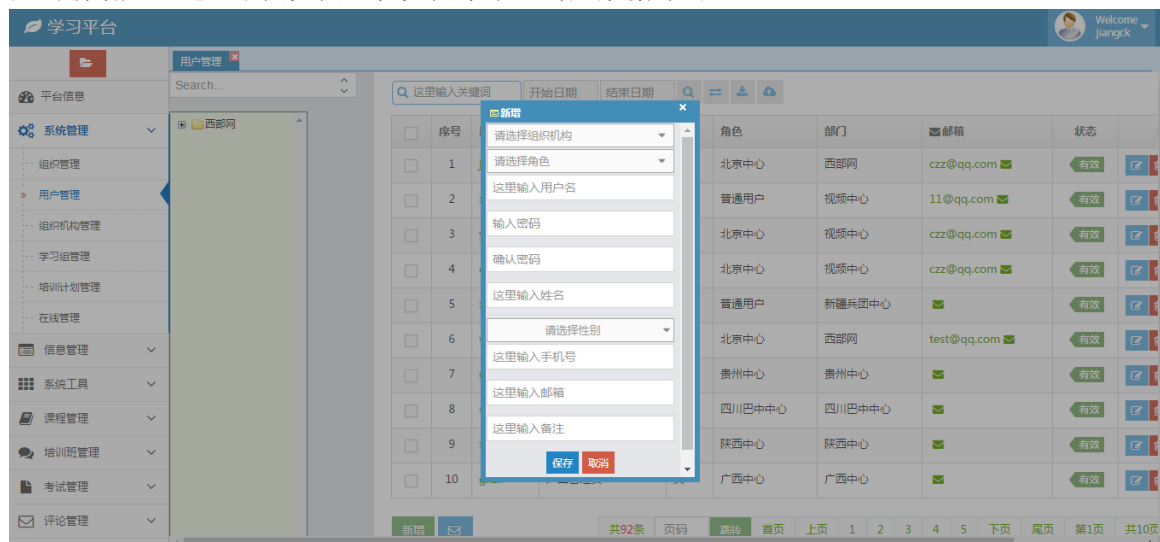 学习平台
Welcome
jiangck
用户管理
Search...
平台信息
系统管理
组织管理
用户管理
组织机构管理
学习组管理
培训计划管理
在线管理
信息管理
系统工具
课程管理
培训班管理
考试管理
评论管理
西部网
这里输入关键词 开始日期 结束日期
序号 角色 部门 邮箱 状态
1 北京中心 西部网 czz@qq.com 有效
2 普通用户 视频中心 11@qq.com 有效
3 北京中心 视频中心 czz@qq.com 有效
4 北京中心 视频中心 czz@qq.com 有效
5 普通用户 新疆兵团中心 有效
6 北京中心 西部网 test@qq.com 有效
7 贵州中心 贵州中心 有效
8 四川巴中中心 四川巴中中心 有效
9 陕西中心 陕西中心 有效
10 广西中心 广西中心 有效
新增
请选择组织机构
请选择角色
这里输入用户名
输入密码
确认密码
这里输入姓名
请选择性别
这里输入手机号
这里输入邮箱
这里输入备注
保存 取消
新增 共92条 页码 跳转 首页 上页 1 2 3 4 5 下页 尾页 第1页 共10页